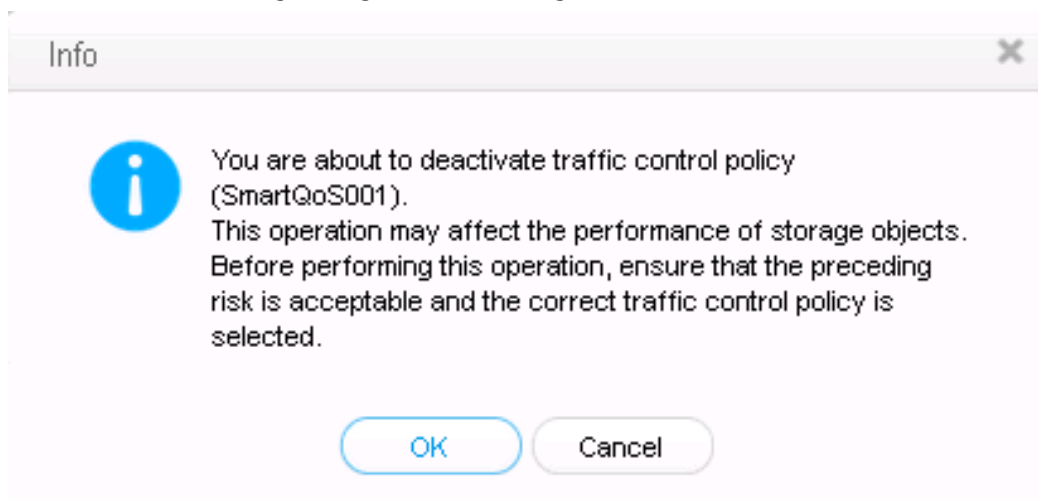 Info
You are about to deactivate traffic control policy
(SmartQoS001).
This operation may affect the performance of storage objects.
Before performing this operation, ensure that the preceding
risk is acceptable and the correct traffic control policy is
selected.
OK
Cancel